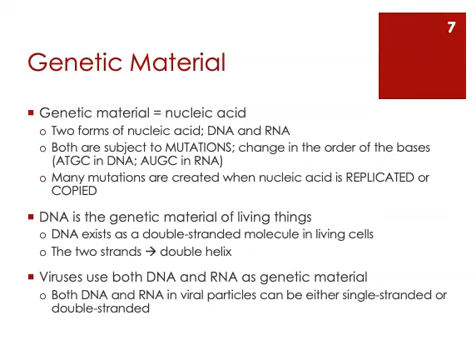 7
Genetic Material
■ Genetic material = nucleic acid
o Two forms of nucleic acid; DNA and RNA
o Both are subject to MUTATIONS; change in the order of the bases
(ATGC in DNA; AUGC in RNA)
o Many mutations are created when nucleic acid is REPLICATED or
COPIED
■ DNA is the genetic material of living things
o DNA exists as a double-stranded molecule in living cells
o The two strands → double helix
■ Viruses use both DNA and RNA as genetic material
o Both DNA and RNA in viral particles can be either single-stranded or
double-stranded